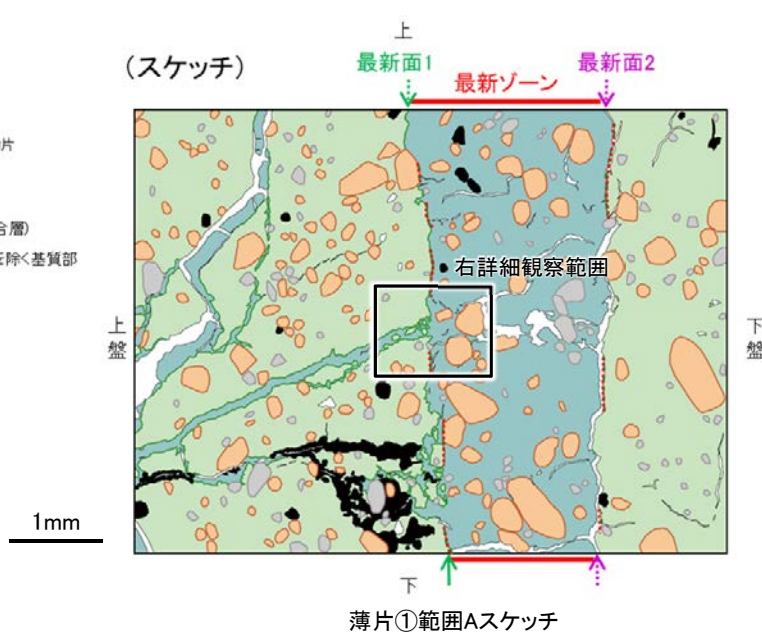 上
(スケッチ)
最新面1
最新面2
最新ゾーン
片
合層)
を除く基質部
右詳細観察範囲
上盤
下盤
1mm
下
薄片①範囲Aスケッチ